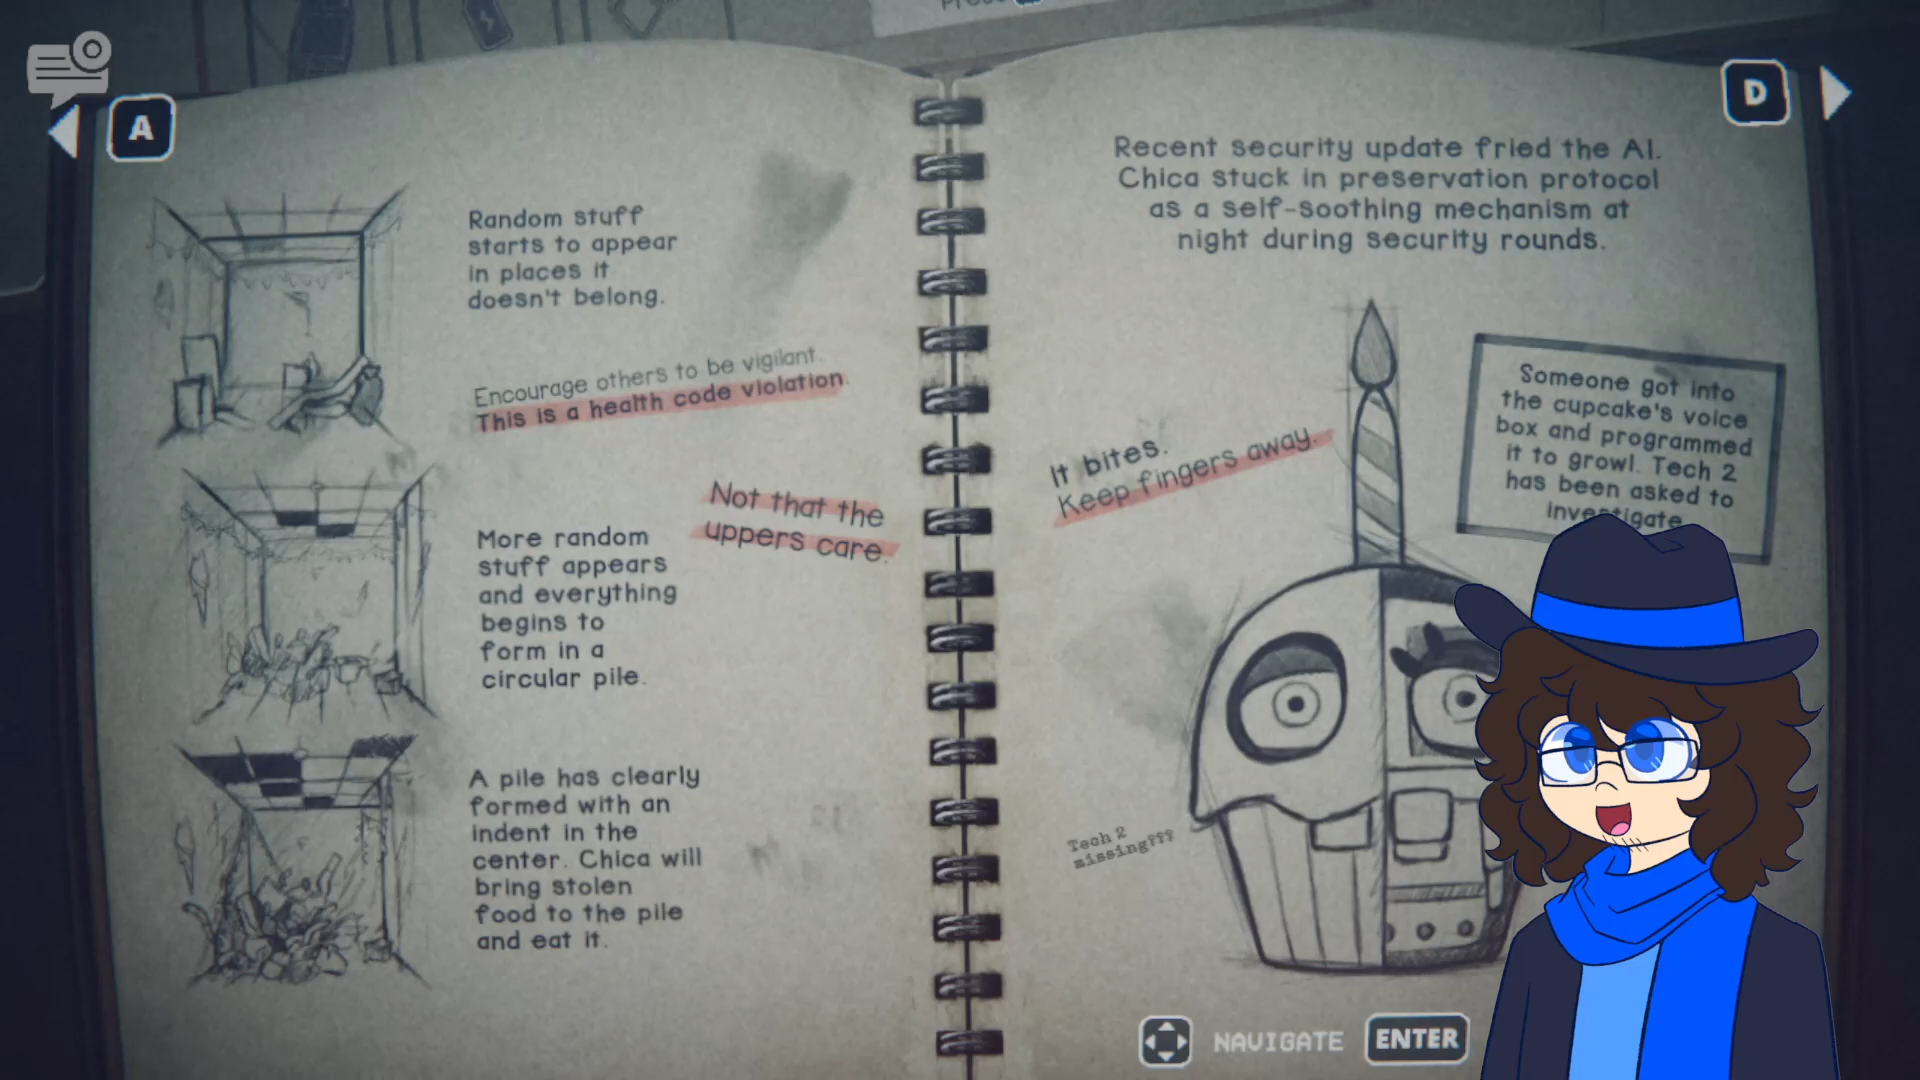 A
D
Random stuff
starts to appear
in places it
doesn't belong.
Encourage others to be vigilant.
This is a health code violation.
Not that the
uppers care.
More random
stuff appears
and everything
begins to
form in a
circular pile.
A pile has clearly
formed with an
indent in the
center. Chica will
bring stolen
food to the pile
and eat it.
Recent security update fried the AI.
Chica stuck in preservation protocol
as a self-soothing mechanism at
night during security rounds.
It bites.
Keep fingers away.
Someone got into
the cupcake's voice
box and programmed
it to growl. Tech 2
has been asked to
investigate
Tech 2
missing???
NAVIGATE
ENTER